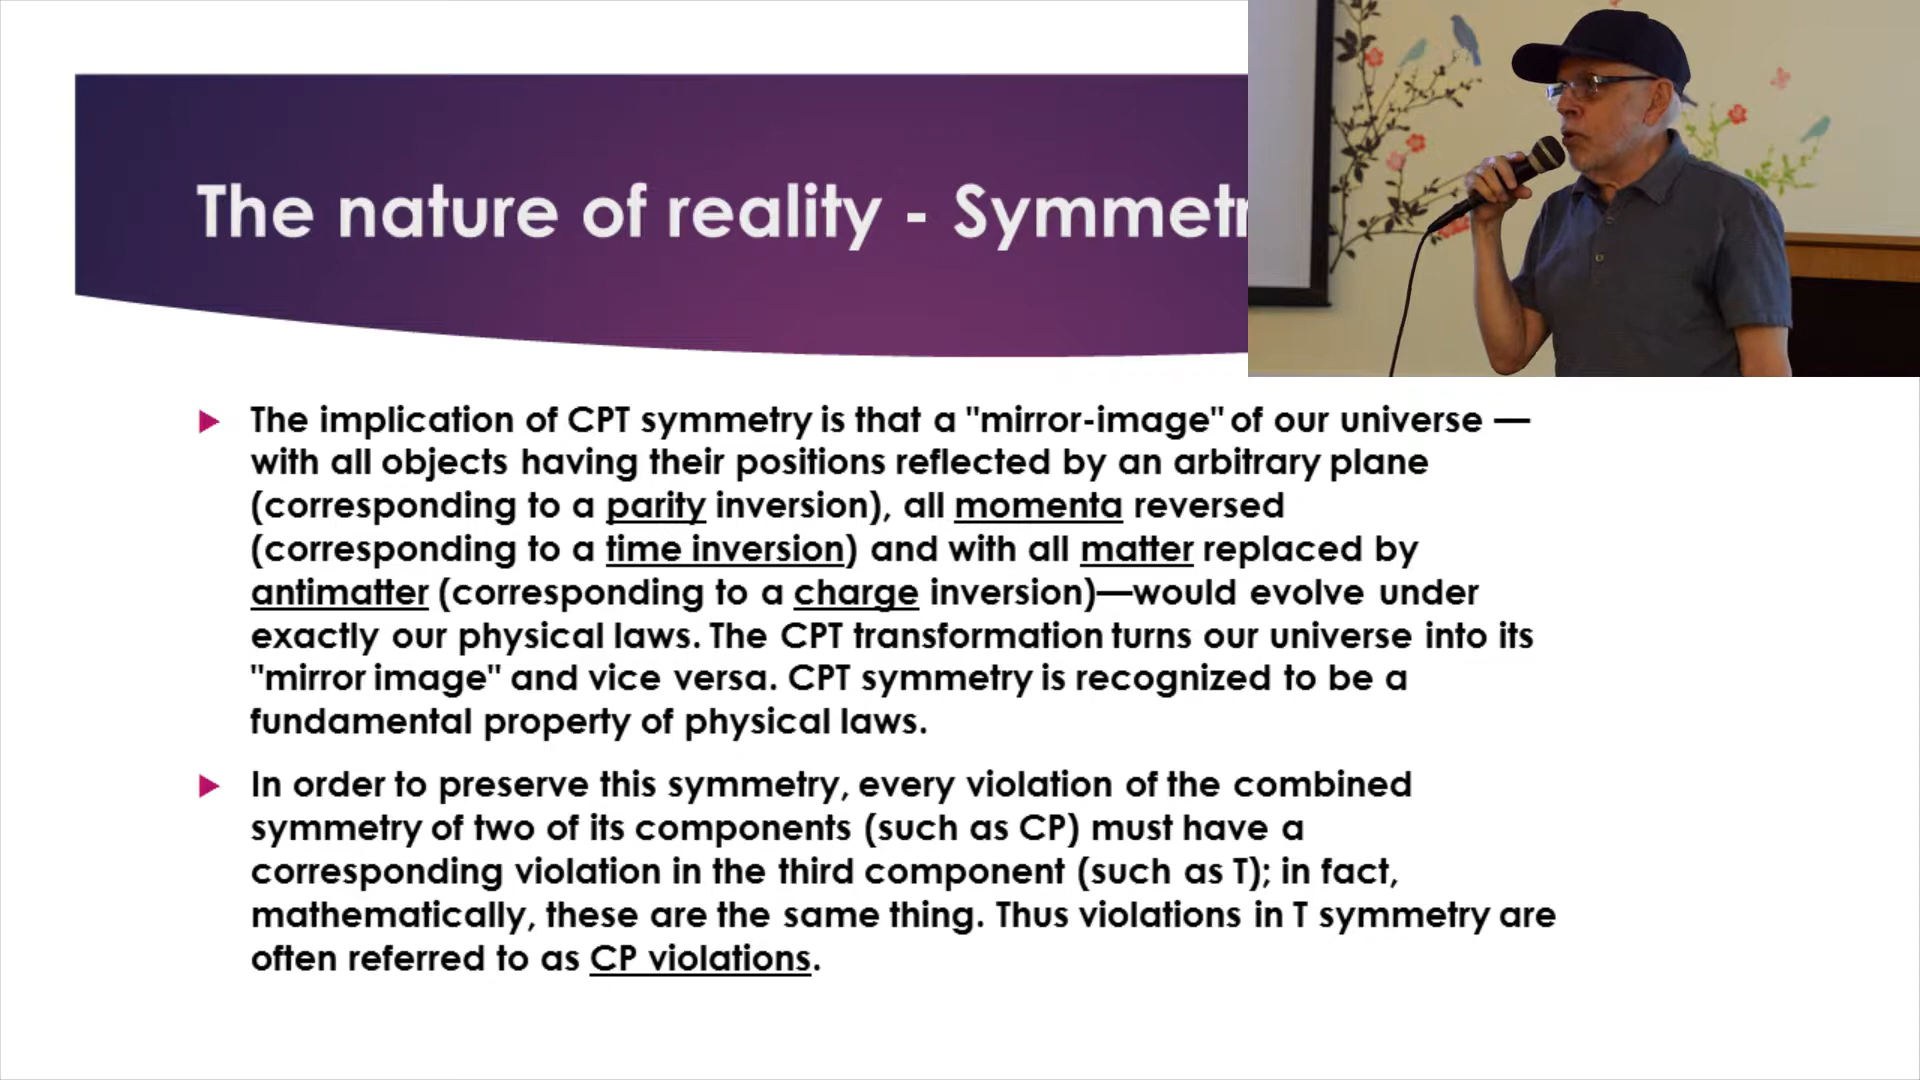 The nature of reality - Symmetr
The implication of CPT symmetry is that a "mirror-image" of our universe —
with all objects having their positions reflected by an arbitrary plane
(corresponding to a parity inversion), all momenta reversed
(corresponding to a time inversion) and with all matter replaced by
antimatter (corresponding to a charge inversion)—would evolve under
exactly our physical laws. The CPT transformation turns our universe into its
"mirror image" and vice versa. CPT symmetry is recognized to be a
fundamental property of physical laws.
In order to preserve this symmetry, every violation of the combined
symmetry of two of its components (such as CP) must have a
corresponding violation in the third component (such as T); in fact,
mathematically, these are the same thing. Thus violations in T symmetry are
often referred to as CP violations.